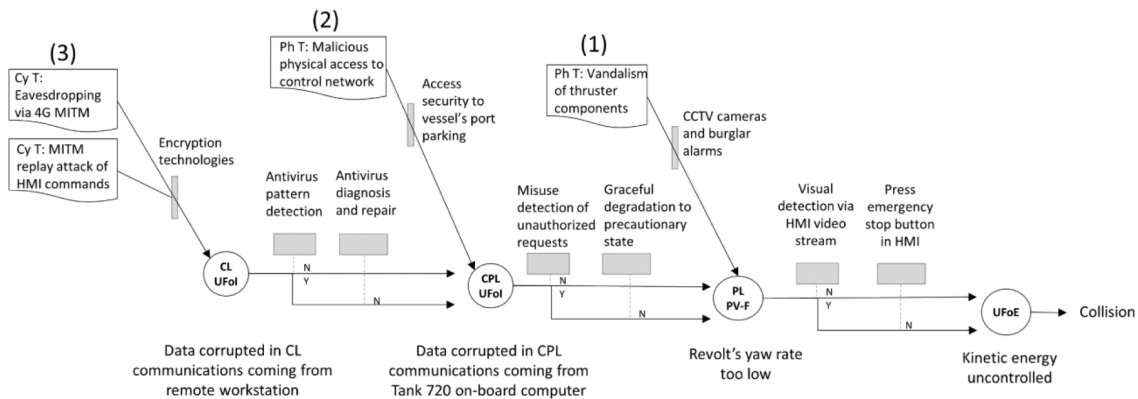 (3)
Cy T:
Eavesdropping
via 4G MITM
Cy T: MITM
replay attack of
HMI commands
Encryption
technologies
(2)
Ph T: Malicious
physical access to
control network
Access
security to
vessel's port
parking
(1)
Ph T: Vandalism
of thruster
components
CCTV cameras
and burglar
alarms
Antivirus
pattern
detection
Antivirus
diagnosis
and repair
Misuse
detection of
unauthorized
requests
Graceful
degradation to
precautionary
state
Visual
detection via
HMI video
stream
Press
emergency
stop button
in HMI
CL
UFoI
N
Y
N
CPL
UFoI
N
Y
N
PL
PV-F
N
Y
N
UFoE
Collision
Data corrupted in CL
communications coming from
remote workstation
Data corrupted in CPL
communications coming from
Tank 720 on-board computer
Revolt's yaw rate
too low
Kinetic energy
uncontrolled